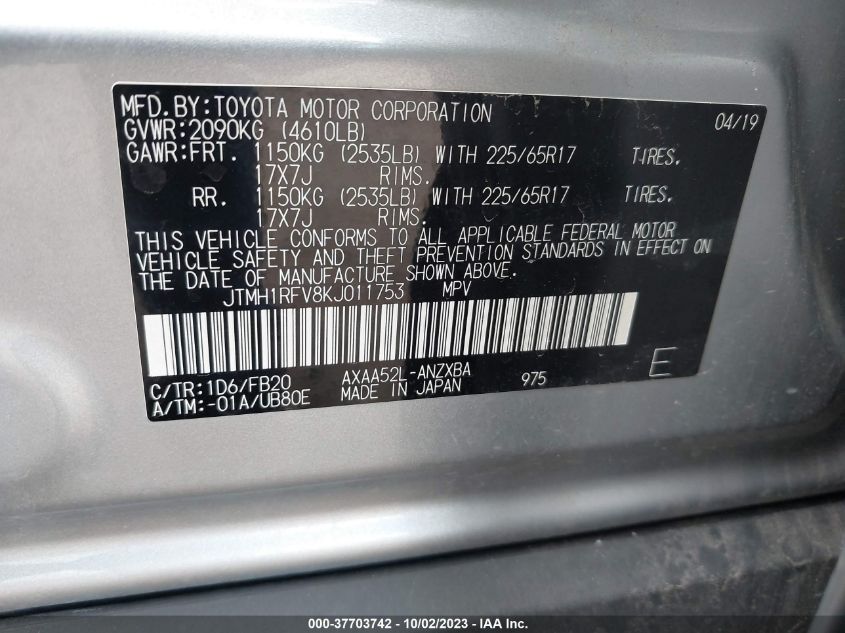 MFD.BY:TOYOTA MOTOR CORPORATION 04/19
GVWR:2090KG (4610LB)
GAWR:FRT. 1150KG (2535LB) WITH 225/65R17 TIRES.
17X7J RIMS.
RR. 1150KG (2535LB) WITH 225/65R17 TIRES.
17X7J RIMS.
THIS VEHICLE CONFORMS TO ALL APPLICABLE FEDERAL MOTOR
VEHICLE SAFETY AND THEFT PREVENTION STANDARDS IN EFFECT ON
THE DATE OF MANUFACTURE SHOWN ABOVE.
JTMH1RFV8KJ011753 MPV
C/TR:1D6/FB20 AXAA52L-ANZXBA 975 E
A/TM:-01A/UB80E MADE IN JAPAN
000-37703742 - 10/02/2023 - IAA Inc.